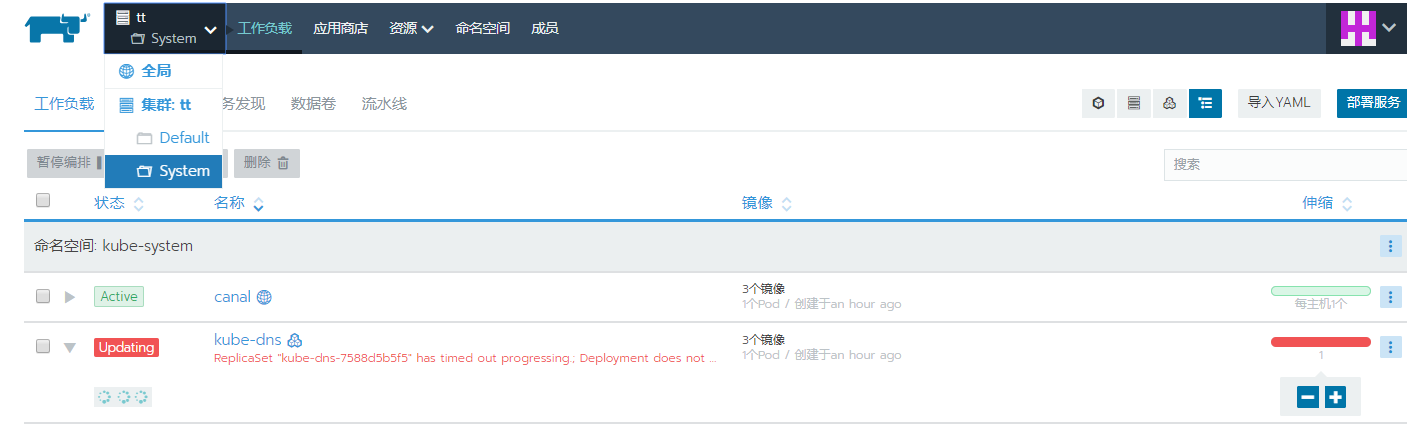 tt
System
工作负载 应用商店 资源 命名空间 成员
全局
集群: tt
Default
System
工作负载 务发现 数据卷 流水线 导入YAML 部署服务
暂停编排 删除 搜索
状态 名称 镜像 伸缩
命名空间: kube-system
Active canal 3个镜像
1个Pod / 创建于an hour ago 每主机1个
Updating kube-dns 3个镜像
ReplicaSet "kube-dns-7588d5b5f5" has timed out progressing.; Deployment does not ... 1个Pod / 创建于an hour ago 1